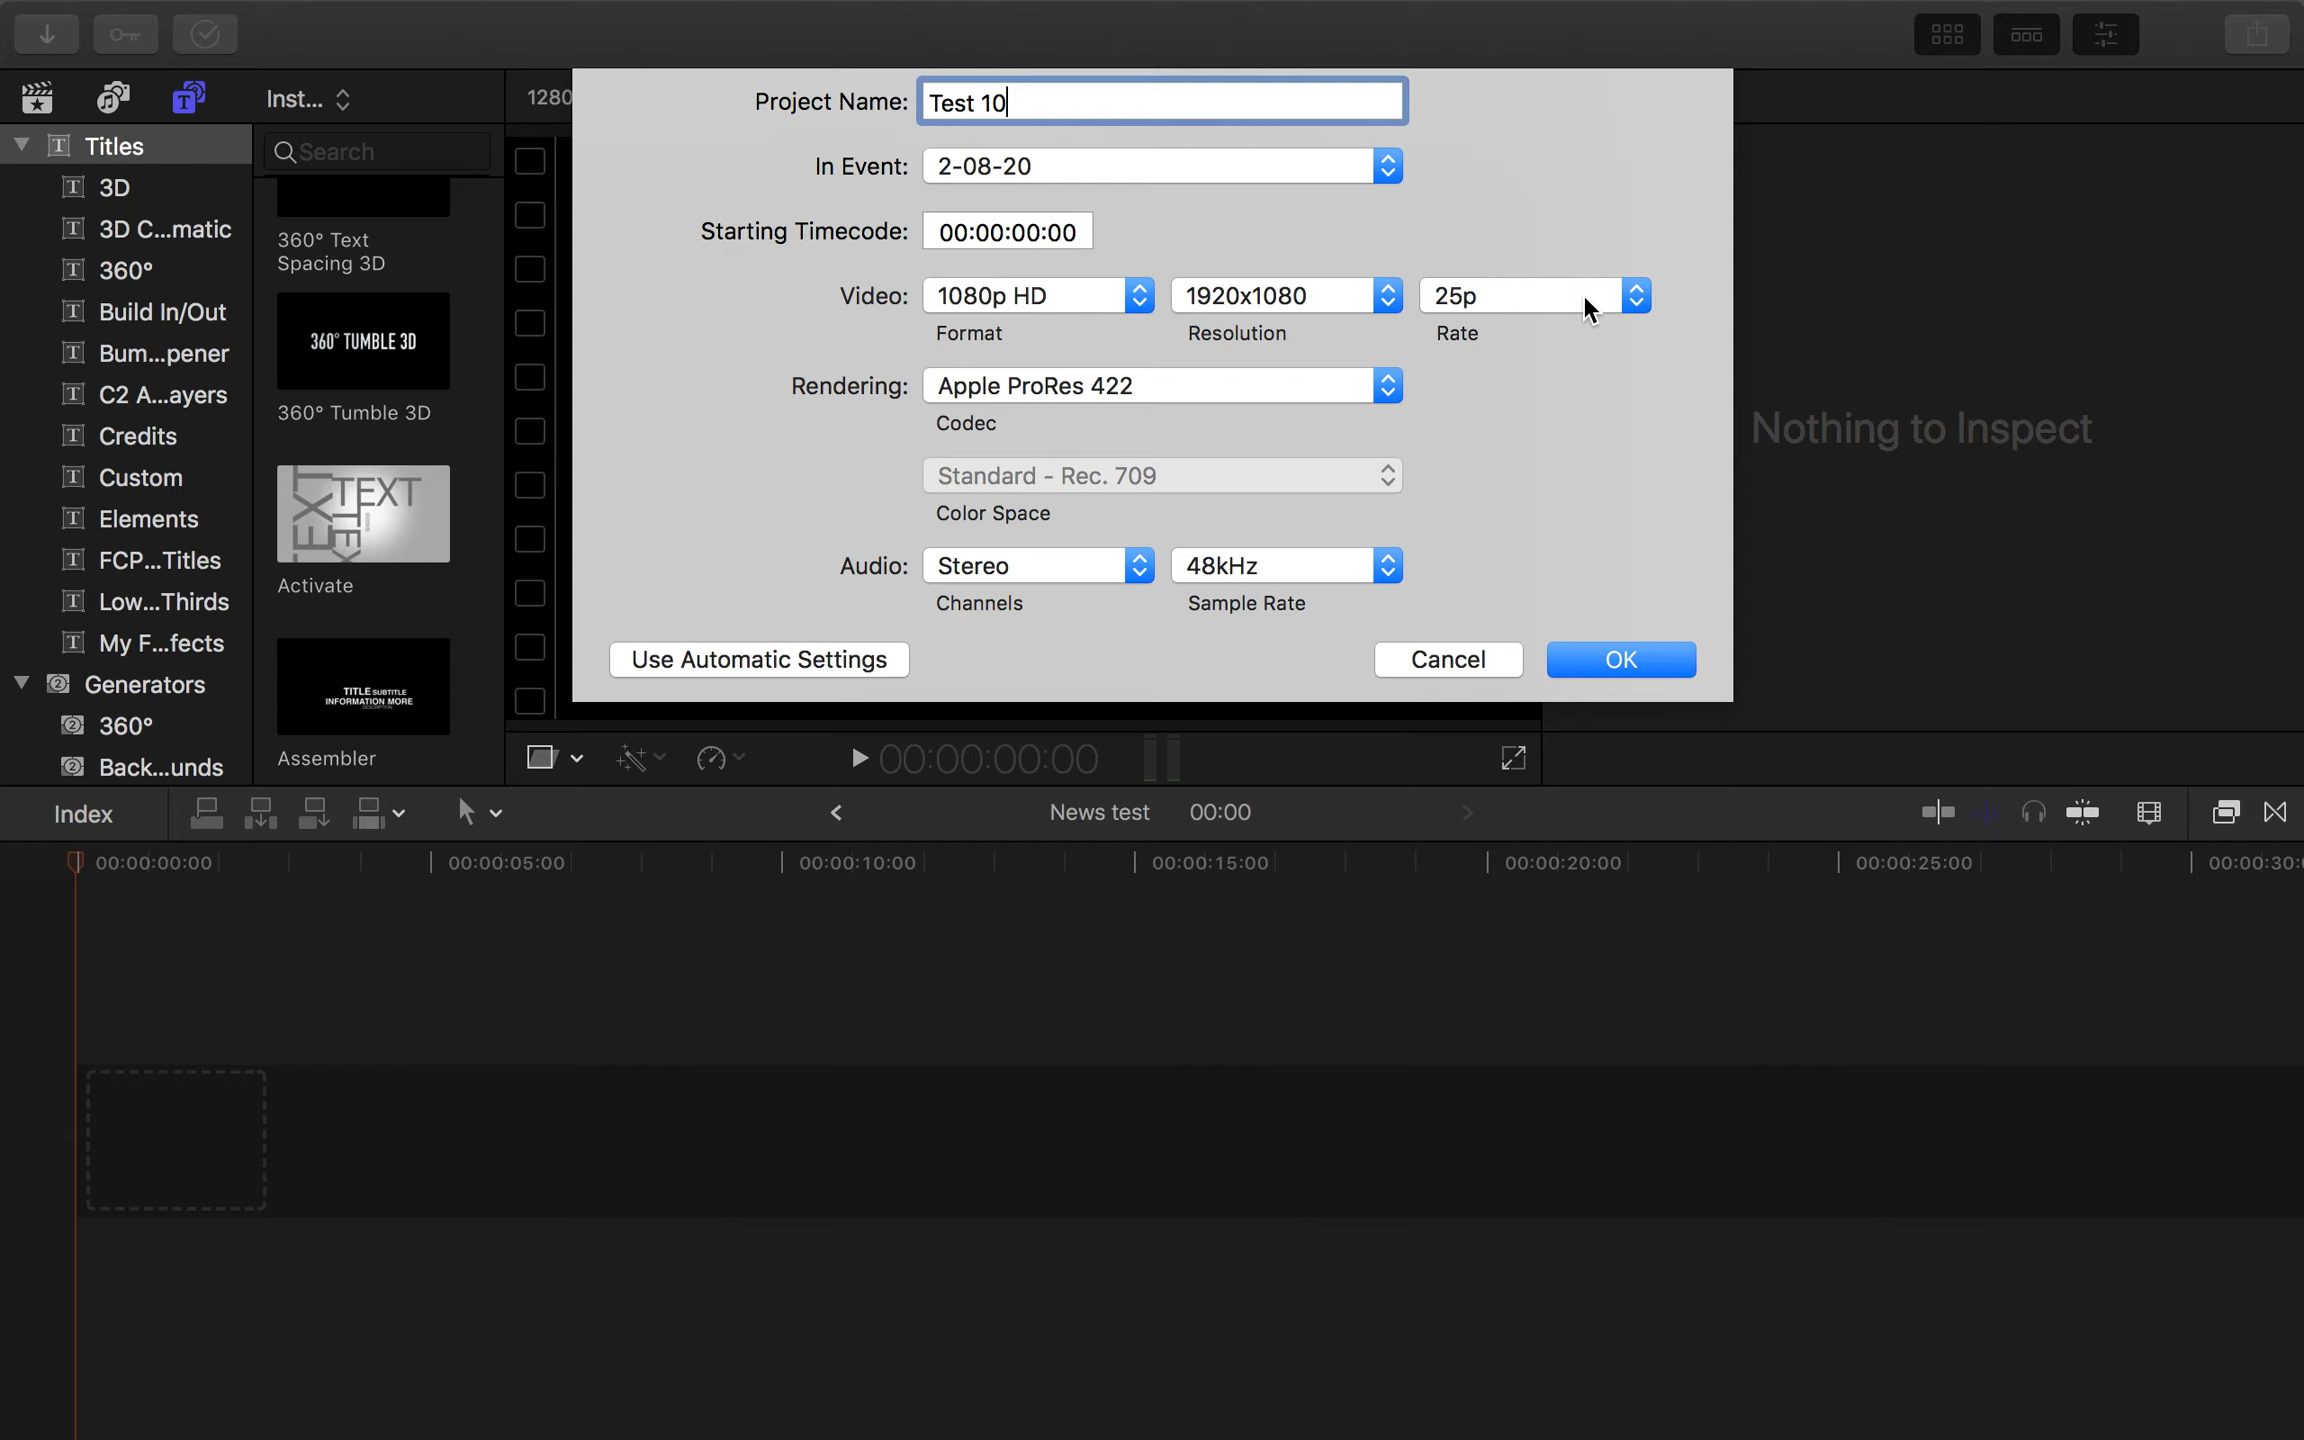 Inst...
1280
Project Name: Test 10
In Event: 2-08-20
Starting Timecode: 00:00:00:00
Video: 1080p HD 1920x1080 25p
Format Resolution Rate
Rendering: Apple ProRes 422
Codec
Standard - Rec. 709
Color Space
Audio: Stereo 48kHz
Channels Sample Rate
Use Automatic Settings Cancel OK
Titles
3D
3D C...matic
360°
Build In/Out
Bum...pener
C2 A...ayers
Credits
Custom
Elements
FCP...Titles
Low...Thirds
My F...fects
Generators
360°
Back...unds
Search
360° Text
Spacing 3D
360° TUMBLE 3D
360° Tumble 3D
TEXT
TEXT
Activate
TITLE SUBTITLE
INFORMATION MORE
DESCRIPTION
Assembler
Nothing to Inspect
00:00:00:00
Index
News test 00:00
00:00:00:00 00:00:05:00 00:00:10:00 00:00:15:00 00:00:20:00 00:00:25:00 00:00:30: